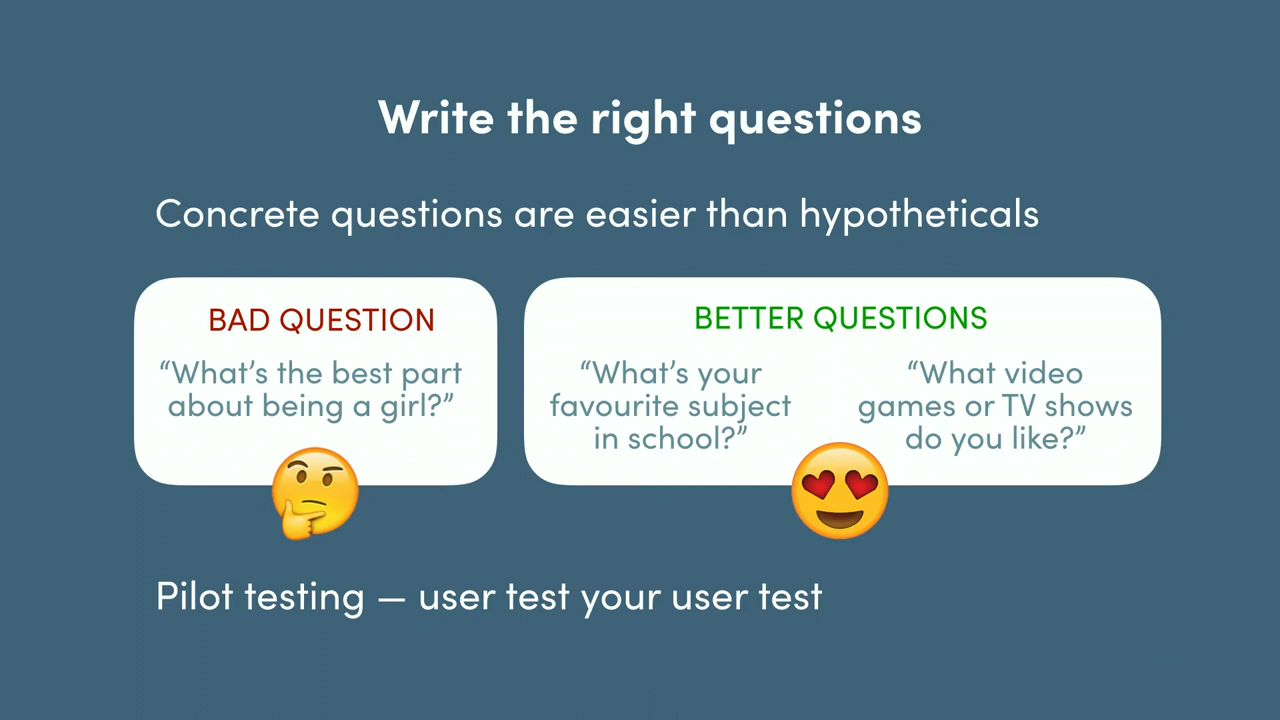 Write the right questions
Concrete questions are easier than hypotheticals
BAD QUESTION
“What’s the best part
about being a girl?”
BETTER QUESTIONS
“What’s your
favourite subject
in school?”
“What video
games or TV shows
do you like?”
Pilot testing — user test your user test